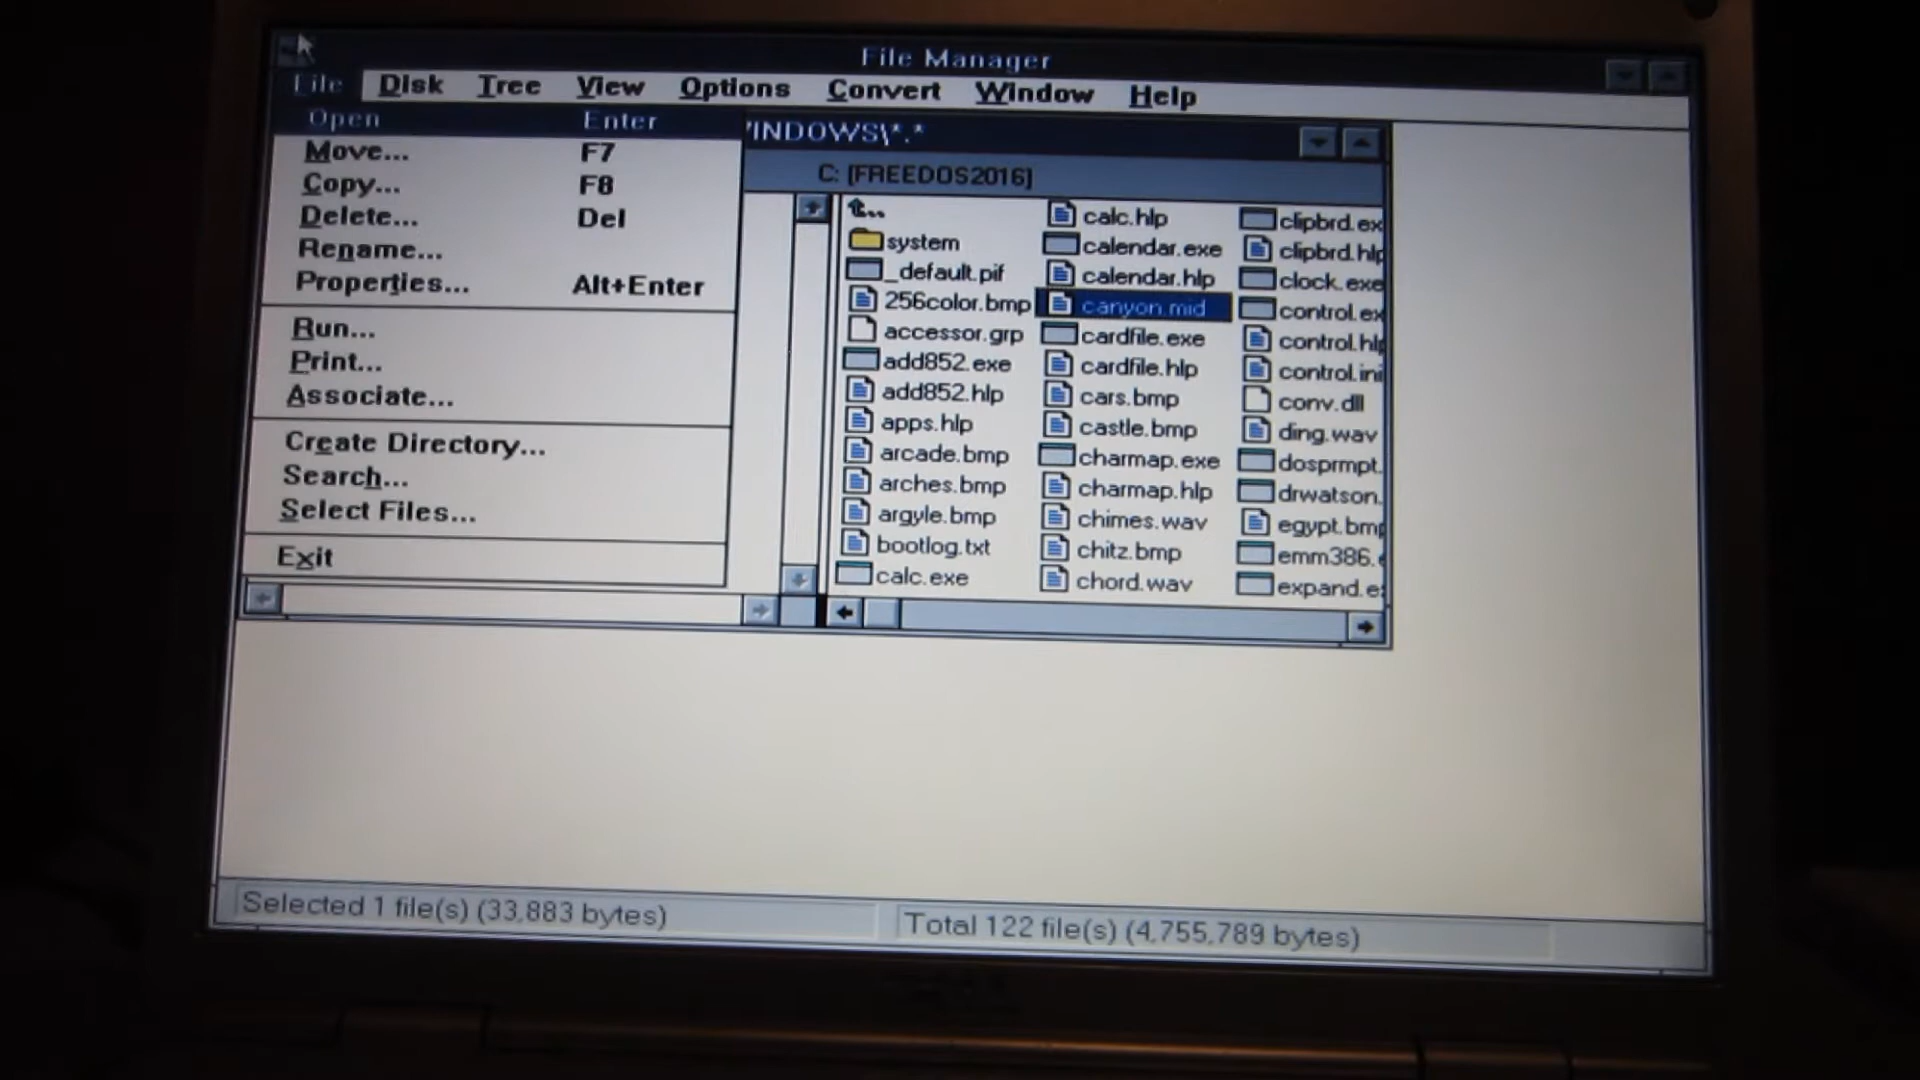 File Manager
File Disk Tree View Options Convert Window Help
Open Enter
Move... F7
Copy... F8
Delete... Del
Rename...
Properties... Alt+Enter
Run...
Print...
Associate...
Create Directory...
Search...
Select Files...
Exit
INDOWS\*.*
C: [FREEDOS2016]
..
system
_default.pif
256color.bmp
accessor.grp
add852.exe
add852.hlp
apps.hlp
arcade.bmp
arches.bmp
argyle.bmp
bootlog.txt
calc.exe
calc.hlp
calendar.exe
calendar.hlp
canyon.mid
cardfile.exe
cardfile.hlp
cars.bmp
castle.bmp
charmap.exe
charmap.hlp
chimes.wav
chitz.bmp
chord.wav
clipbrd.ex
clipbrd.hlp
clock.exe
control.ex
control.hlp
control.ini
conv.dll
ding.wav
dosprmpt.
drwatson.
egypt.bmp
emm386.e
expand.e
Selected 1 file(s) (33,883 bytes)
Total 122 file(s) (4,755,789 bytes)